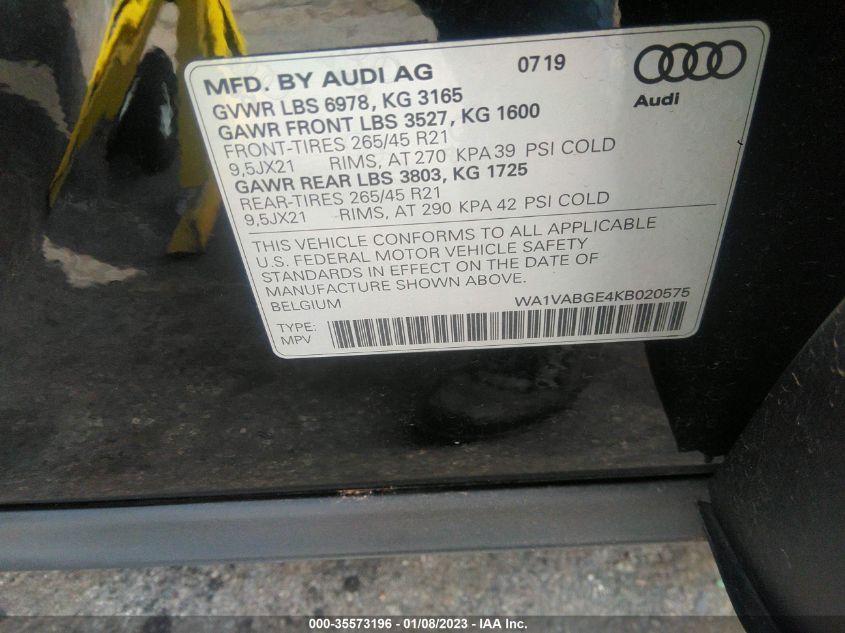 MFD. BY AUDI AG 0719
Audi
GVWR LBS 6978, KG 3165
GAWR FRONT LBS 3527, KG 1600
FRONT-TIRES 265/45 R21
9,5JX21 RIMS, AT 270 KPA 39 PSI COLD
GAWR REAR LBS 3803, KG 1725
REAR-TIRES 265/45 R21
9,5JX21 RIMS, AT 290 KPA 42 PSI COLD
THIS VEHICLE CONFORMS TO ALL APPLICABLE
U.S. FEDERAL MOTOR VEHICLE SAFETY
STANDARDS IN EFFECT ON THE DATE OF
MANUFACTURE SHOWN ABOVE.
BELGIUM WA1VABGE4KB020575
TYPE:
MPV
000-35573196 - 01/08/2023 - IAA Inc.